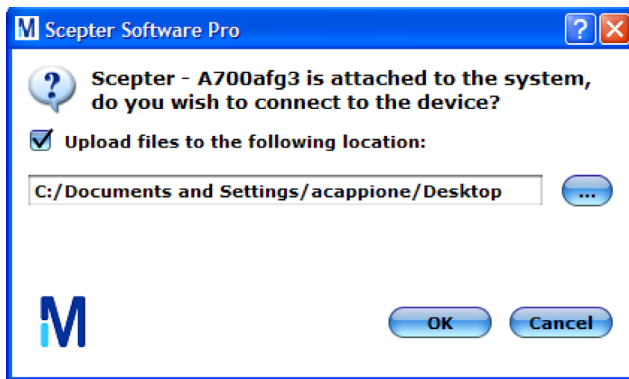 M Scepter Software Pro
?
Scepter - A700afg3 is attached to the system,
do you wish to connect to the device?
Upload files to the following location:
C:/Documents and Settings/acappione/Desktop
...
M
OK
Cancel